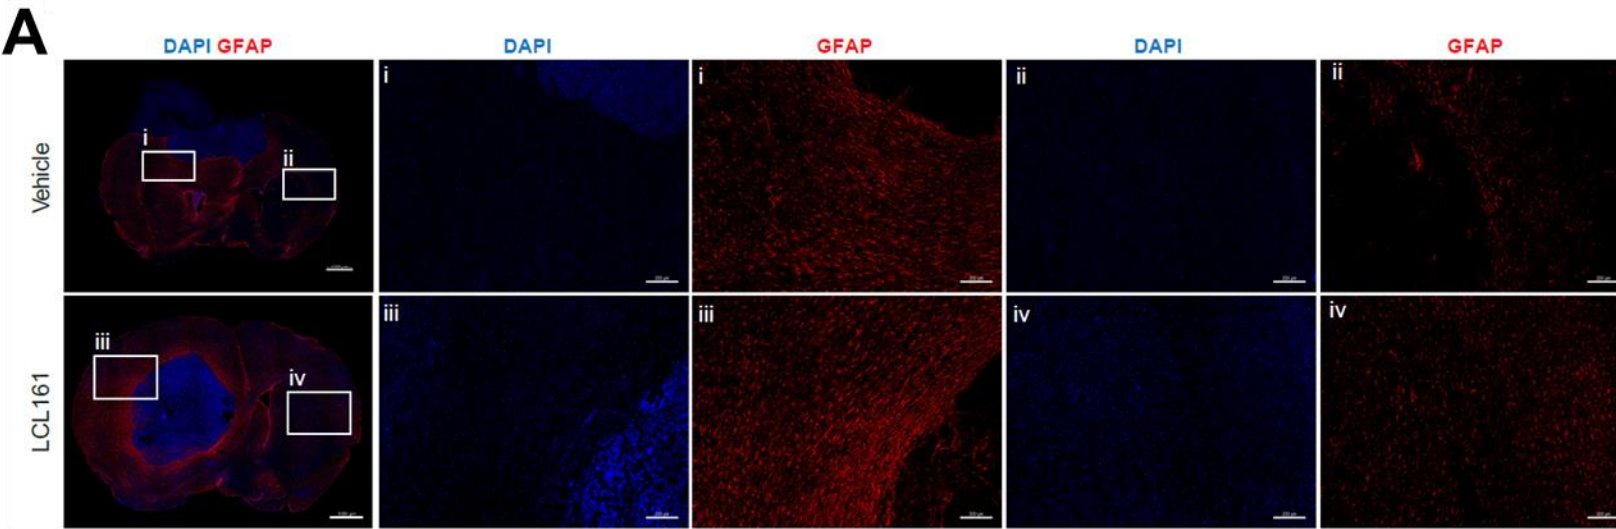 A
DAPI GFAP DAPI GFAP DAPI GFAP
Vehicle
i
ii
i
i
ii
ii
LCL161
iii
iv
iii
iii
iv
iv